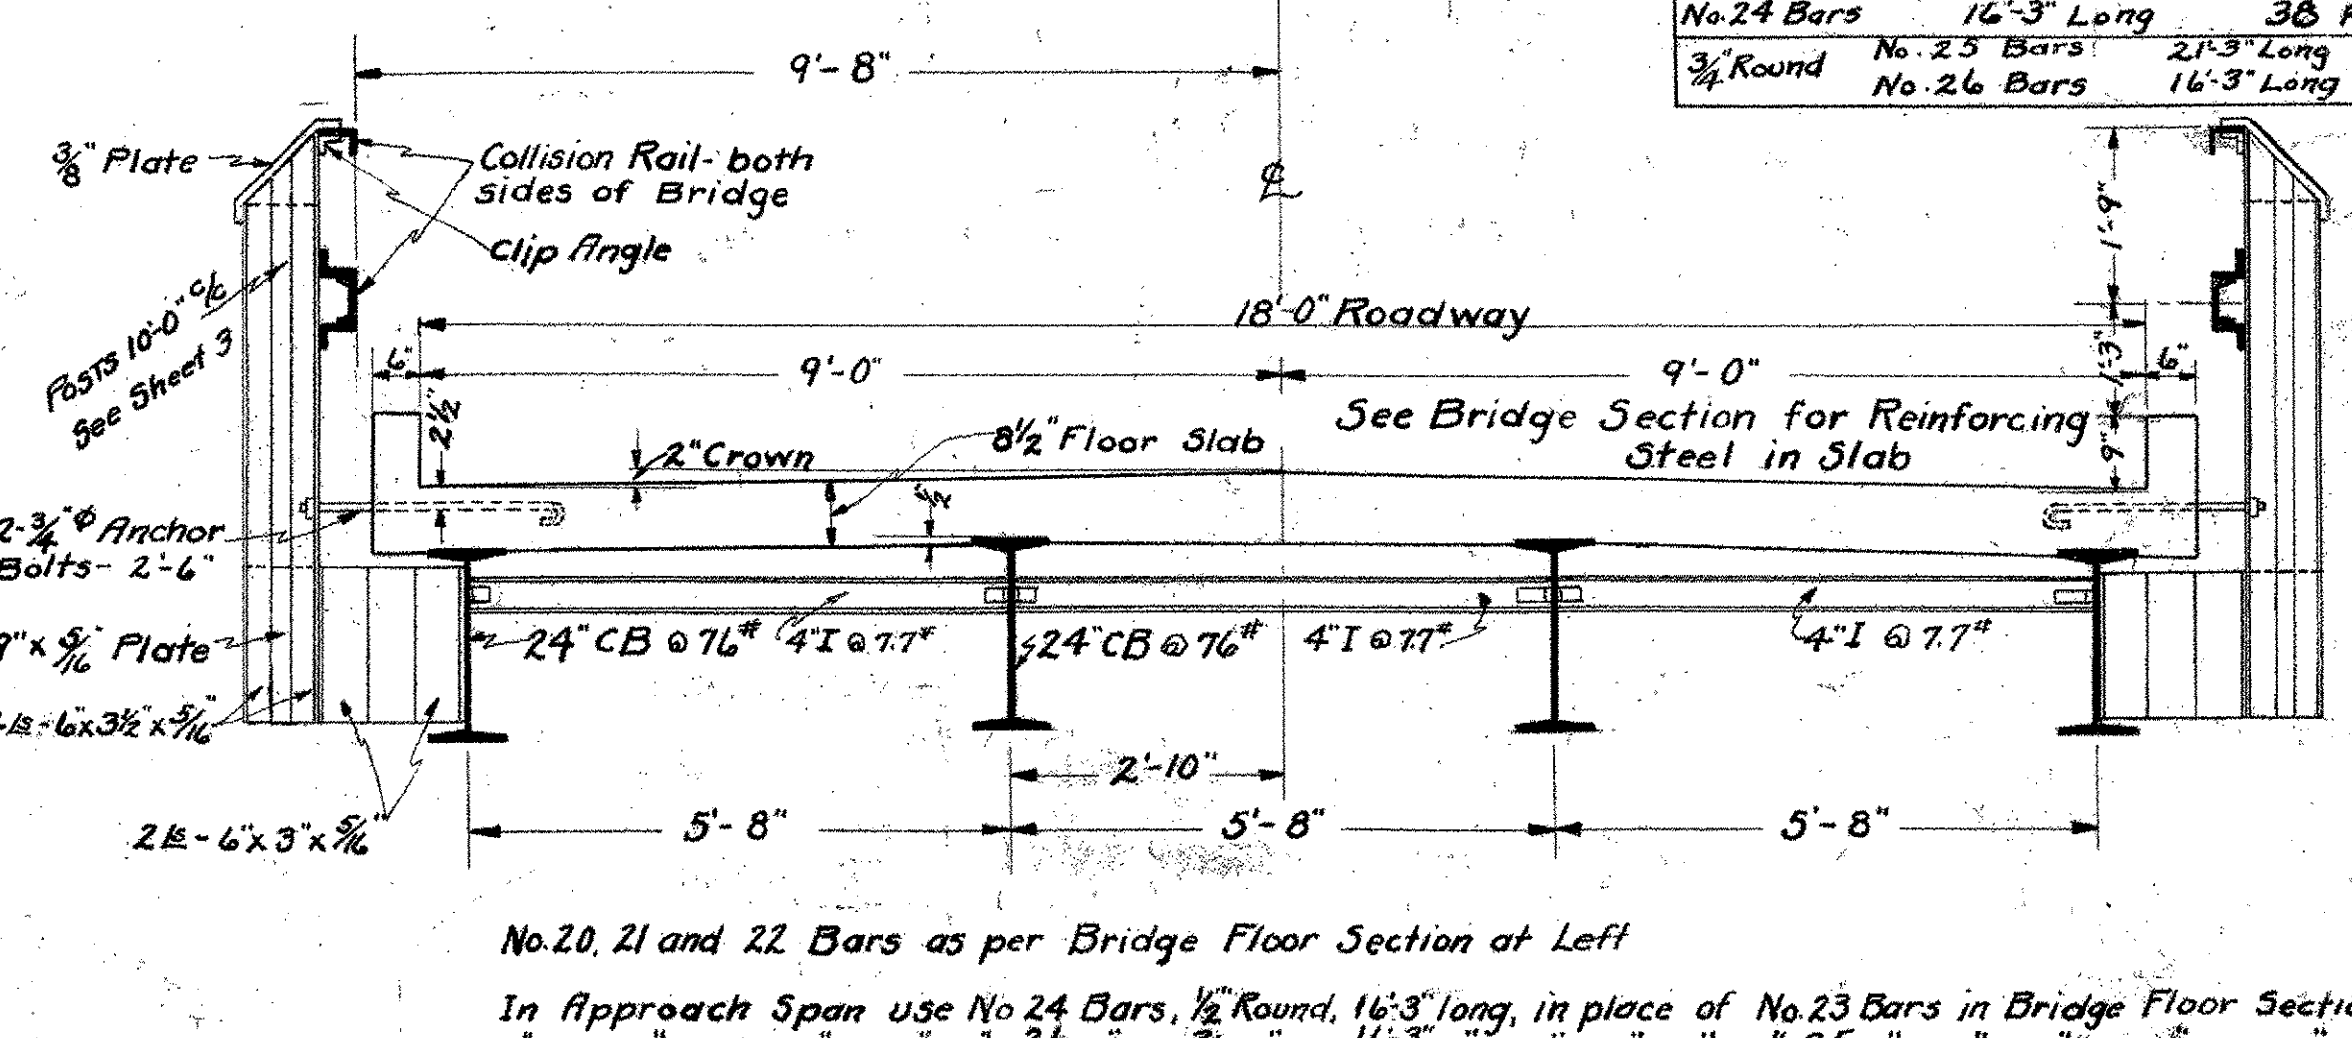 No. 24 Bars 16'-3" Long 38
3/4" Round No. 25 Bars 21'-3" Long
No. 26 Bars 16'-3" Long
9'-8"
3/8" Plate
Collision Rail- both
sides of Bridge
Clip Angle
℄
1'-9"
Posts 10'-0" c/c
See Sheet 3
18'-0" Roadway
6"
9'-0"
9'-0"
1'-3"
6"
2½"
2" Crown
8½" Floor Slab
See Bridge Section for Reinforcing
Steel in Slab
9"
½"
2-¾"ϕ Anchor
Bolts- 2'-6"
9" x 5/16" Plate
24" CB @ 76#
4" I @ 7.7#
24" CB @ 76#
4" I @ 7.7#
4" I @ 7.7#
Ls-6" x 3½" x 5/16"
2 Ls-6" x 3" x 5/16"
2'-10"
5'-8"
5'-8"
5'-8"
No. 20, 21 and 22 Bars as per Bridge Floor Section at Left
In Approach Span use No 24 Bars, ½" Round, 16'-3" long, in place of No. 23 Bars in Bridge Floor